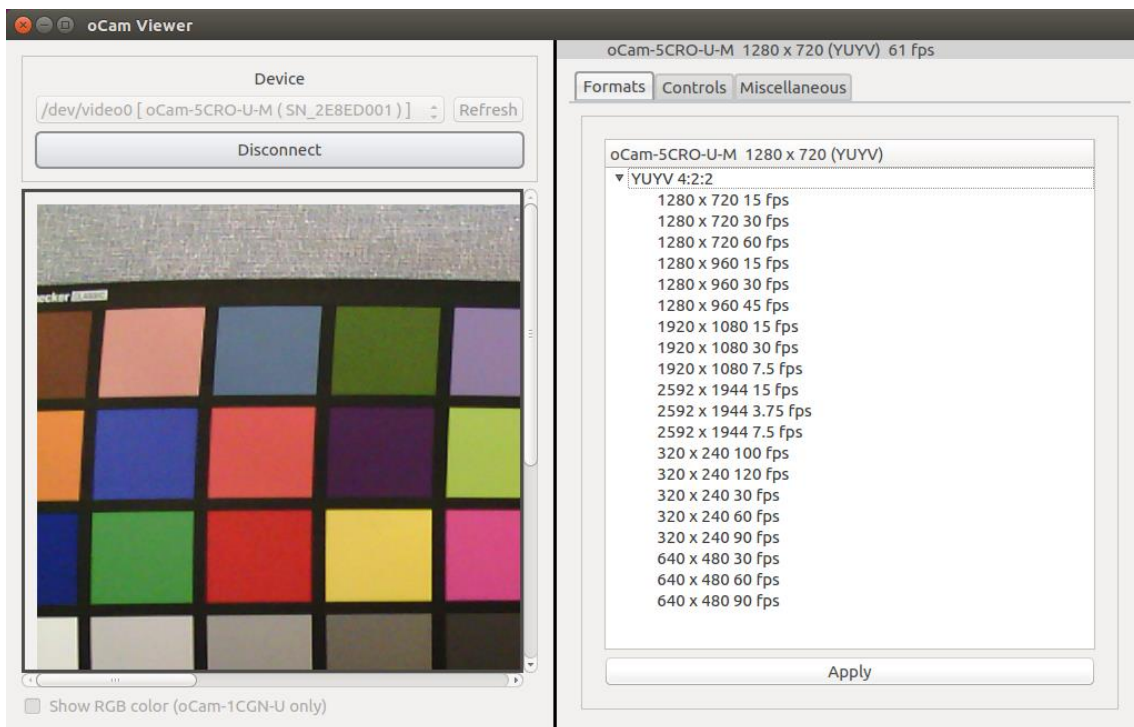 oCam Viewer
Device
/dev/video0 [ oCam-5CRO-U-M ( SN_2E8ED001 ) ]
Refresh
Disconnect
ecker CLASSIC
Show RGB color (oCam-1CGN-U only)
oCam-5CRO-U-M 1280 x 720 (YUYV) 61 fps
Formats Controls Miscellaneous
oCam-5CRO-U-M 1280 x 720 (YUYV)
YUYV 4:2:2
1280 x 720 15 fps
1280 x 720 30 fps
1280 x 720 60 fps
1280 x 960 15 fps
1280 x 960 30 fps
1280 x 960 45 fps
1920 x 1080 15 fps
1920 x 1080 30 fps
1920 x 1080 7.5 fps
2592 x 1944 15 fps
2592 x 1944 3.75 fps
2592 x 1944 7.5 fps
320 x 240 100 fps
320 x 240 120 fps
320 x 240 30 fps
320 x 240 60 fps
320 x 240 90 fps
640 x 480 30 fps
640 x 480 60 fps
640 x 480 90 fps
Apply